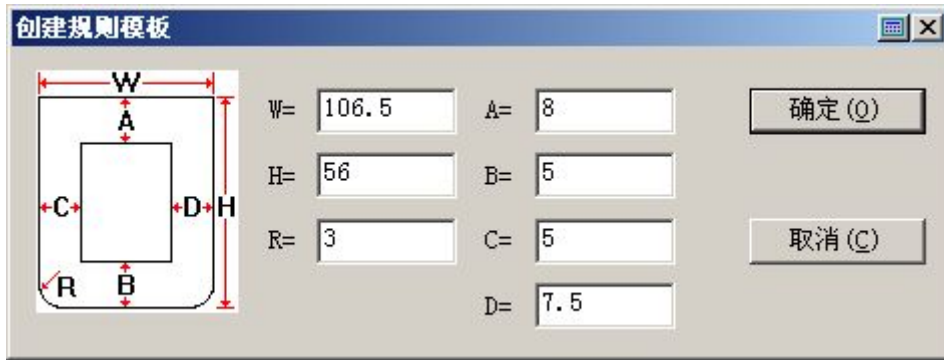 创建规则模板
W
A
C
D
H
R
B
W= 106.5
A= 8
确定(O)
H= 56
B= 5
R= 3
C= 5
取消(C)
D= 7.5